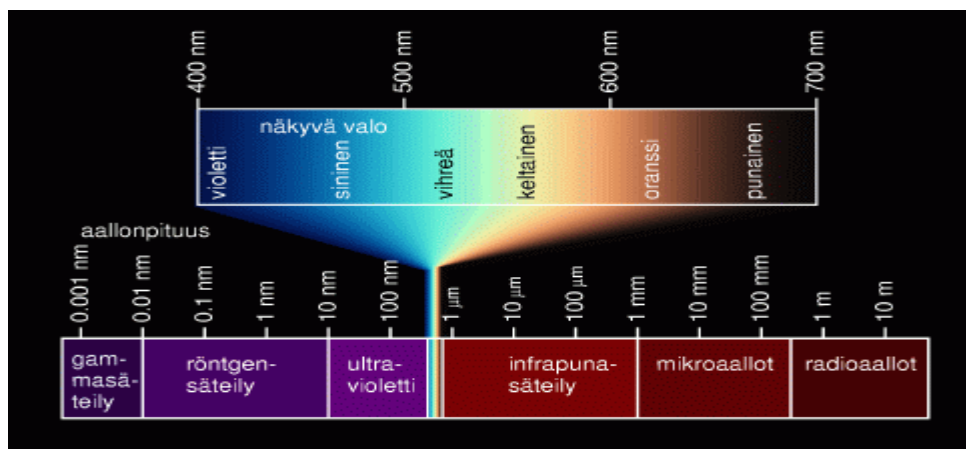 400 nm
500 nm
600 nm
700 nm
näkyvä valo
violetti
sininen
vihreä
keltainen
oranssi
punainen
aallonpituus
0.001 nm
0.01 nm
0.1 nm
1 nm
10 nm
100 nm
1 μm
10 μm
100 μm
1 mm
10 mm
100 mm
1 m
10 m
gam-
masä-
teily
röntgen-
säteily
ultra-
violetti
infrapuna-
säteily
mikroaallot
radioaallot